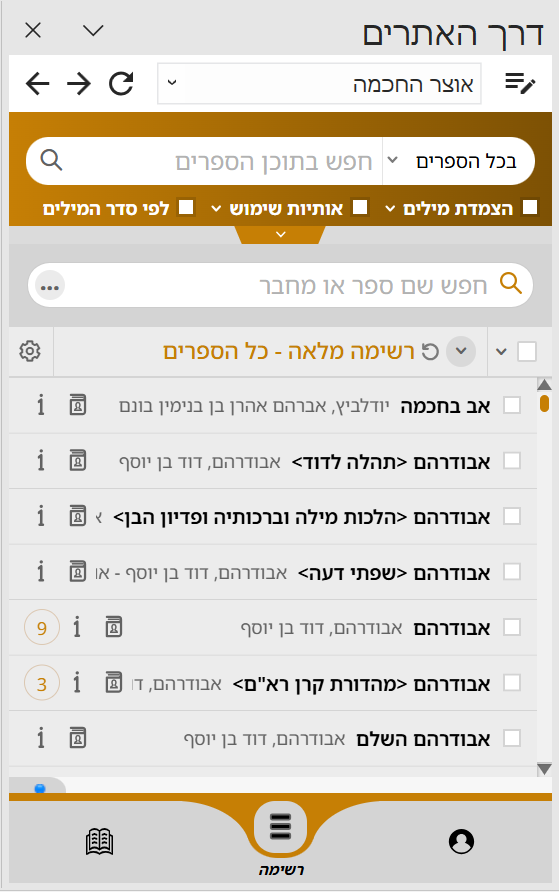 דרך האתרים
אוצר החכמה
בכל הספרים חפש בתוכן הספרים
הצמדת מילים אותיות שימוש לפי סדר המילים
חפש שם ספר או מחבר ...
רשימה מלאה - כל הספרים
אב בחכמה יודלביץ, אברהם אהרן בן בנימין בונם
אבודרהם <תהלה לדוד> אבודרהם, דוד בן יוסף
אבודרהם <הלכות מילה וברכותיה ופדיון הבן> א
אבודרהם <שפתי דעה> אבודרהם, דוד בן יוסף - או
אבודרהם אבודרהם, דוד בן יוסף 9
אבודרהם <מהדורת קרן רא"ם> אבודרהם, דו 3
אבודרהם השלם אבודרהם, דוד בן יוסף
רשימה